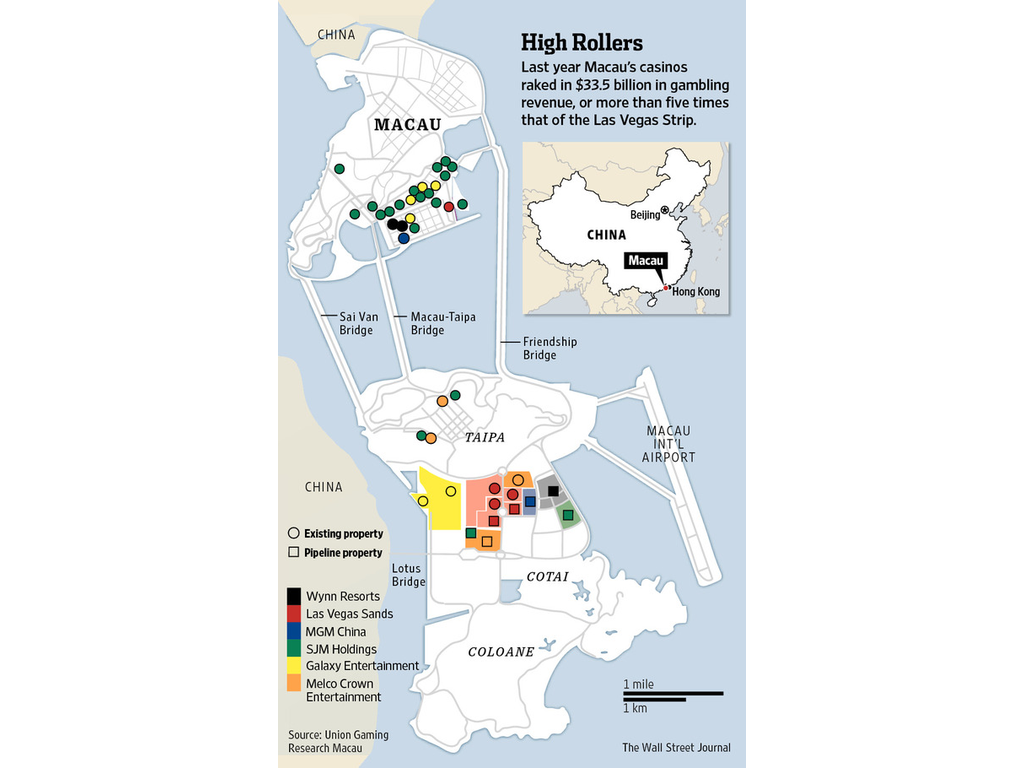 High Rollers
Last year Macau's casinos
raked in $33.5 billion in gambling
revenue, or more than five times
that of the Las Vegas Strip.
CHINA
MACAU
Beijing
CHINA
Macau
Hong Kong
Sai Van
Bridge
Macau-Taipa
Bridge
Friendship
Bridge
TAIPA
MACAU
INT'L
AIRPORT
CHINA
Existing property
Pipeline property
Lotus
Bridge
COTAI
COLOANE
Wynn Resorts
Las Vegas Sands
MGM China
SJM Holdings
Galaxy Entertainment
Melco Crown
Entertainment
1 mile
1 km
Source: Union Gaming
Research Macau
The Wall Street Journal